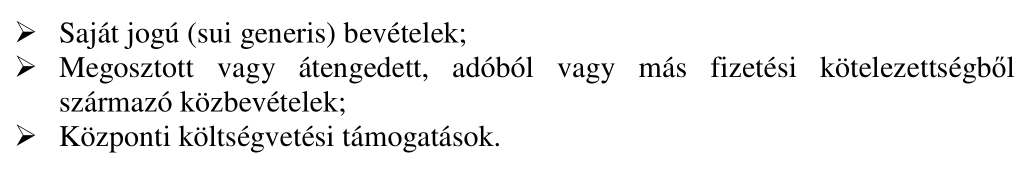 ➢ Saját jogú (sui generis) bevételek;
➢ Megosztott vagy átengedett, adóból vagy más fizetési kötelezettségből
származó közbevételek;
➢ Központi költségvetési támogatások.